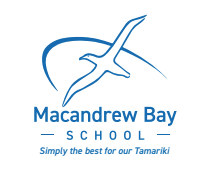 Macandrew Bay
SCHOOL
Simply the best for our Tamariki